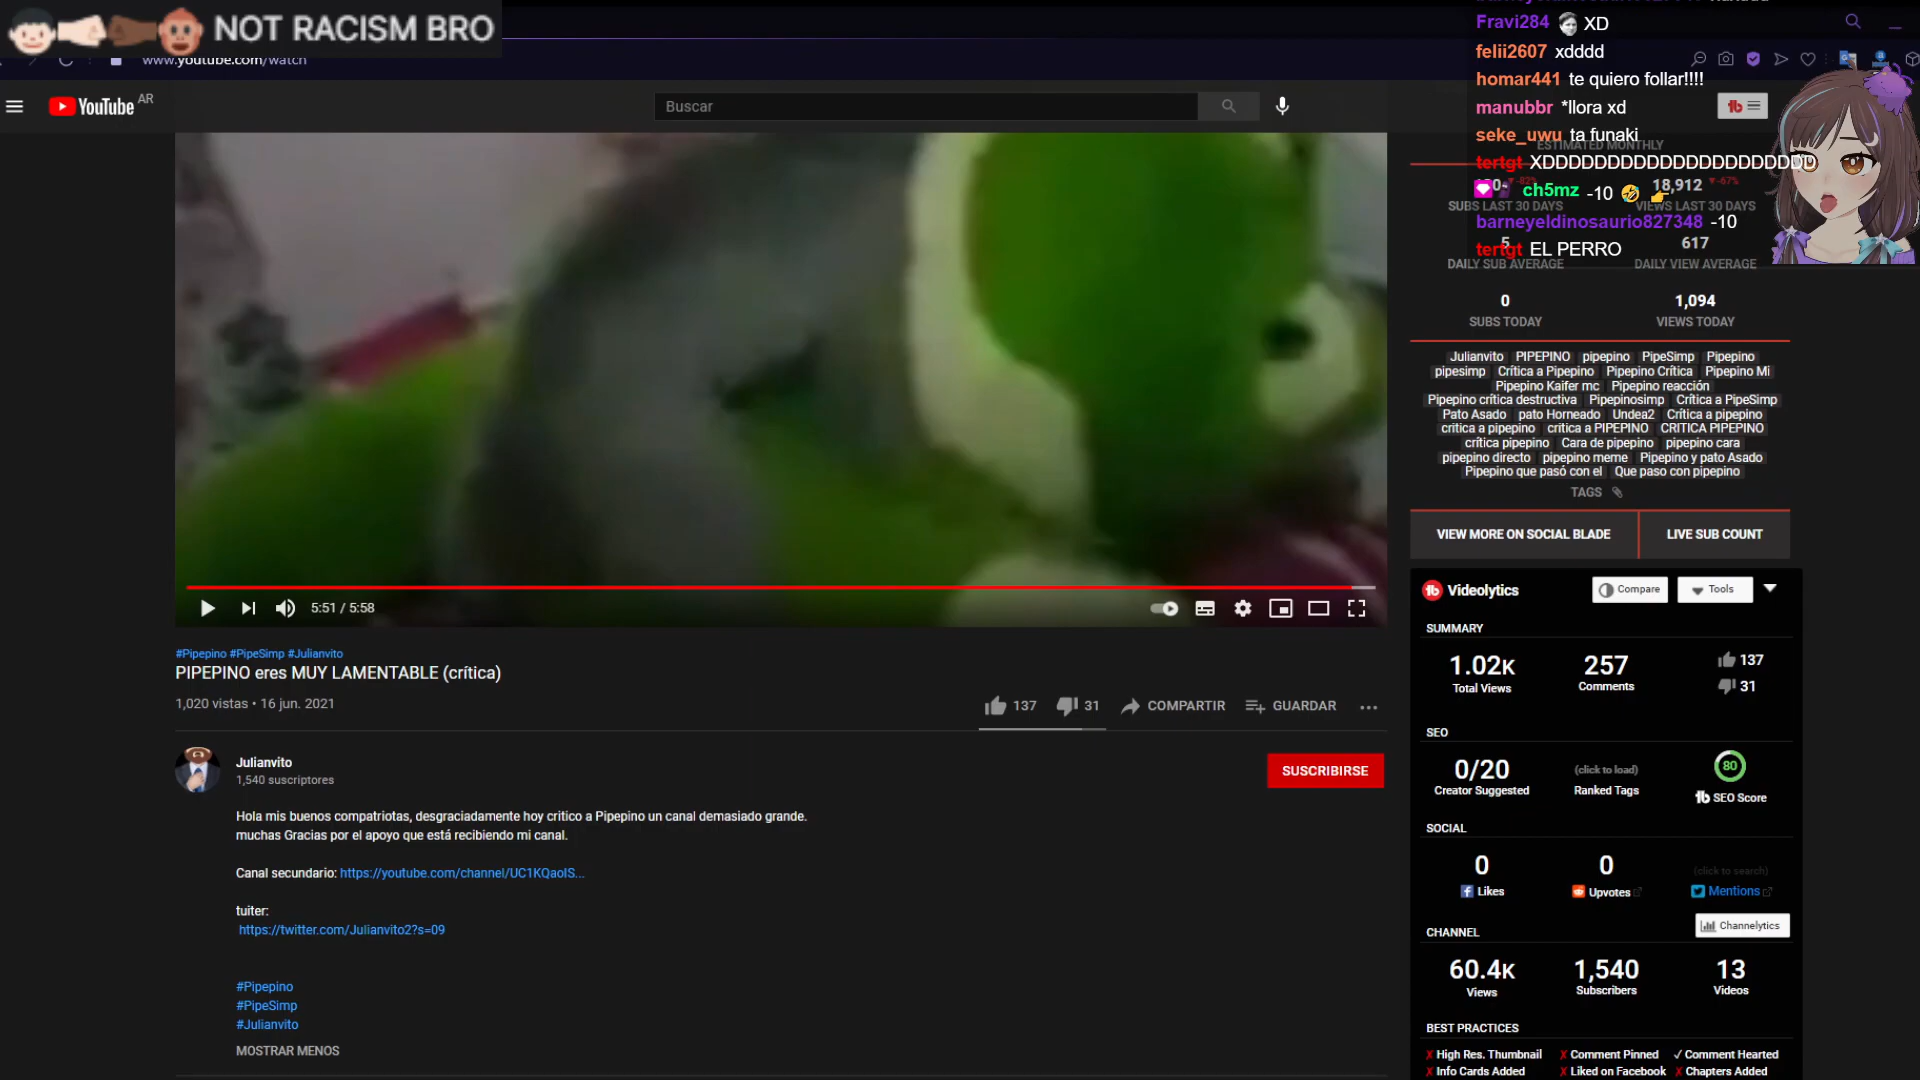 NOT RACISM BRO
www.youtube.com/watch
YouTube AR
Buscar
Fravi284 XD
felii2607 xdddd
homar441 te quiero follar!!!!
manubbr *llora xd
seke_uwu ta funaki
ESTIMATED MONTHLY
tertgt XDDDDDDDDDDDDDDDDDDDDD
ch5mz -10
18,912 -67%
SUBS LAST 30 DAYS VIEWS LAST 30 DAYS
barneyeldinosaurio827348 -10
5 617
tertgt EL PERRO
DAILY SUB AVERAGE DAILY VIEW AVERAGE
0 1,094
SUBS TODAY VIEWS TODAY
Julianvito PIPEPINO pipepino PipeSimp Pipepino
pipesimp Crítica a Pipepino Pipepino Crítica Pipepino Mi
Pipepino Kaifer mc Pipepino reacción
Pipepino crítica destructiva Pipepinosimp Crítica a PipeSimp
Pato Asado pato Horneado Undea2 Crítica a pipepino
critica a pipepino critica a PIPEPINO CRITICA PIPEPINO
crítica pipepino Cara de pipepino pipepino cara
pipepino directo pipepino meme Pipepino y pato Asado
Pipepino que pasó con el Que paso con pipepino
TAGS
VIEW MORE ON SOCIAL BLADE LIVE SUB COUNT
5:51 / 5:58
#Pipepino #PipeSimp #Julianvito
PIPEPINO eres MUY LAMENTABLE (crítica)
1,020 vistas • 16 jun. 2021
137 31 COMPARTIR GUARDAR
Julianvito
1,540 suscriptores
SUSCRIBIRSE
Hola mis buenos compatriotas, desgraciadamente hoy critico a Pipepino un canal demasiado grande.
muchas Gracias por el apoyo que está recibiendo mi canal.
Canal secundario: https://youtube.com/channel/UC1KQaoIS...
tuiter:
https://twitter.com/Julianvito2?s=09
#Pipepino
#PipeSimp
#Julianvito
MOSTRAR MENOS
Videolytics Compare Tools
SUMMARY
1.02K 257 137
Total Views Comments 31
SEO
0/20 (click to load) 80
Creator Suggested Ranked Tags SEO Score
SOCIAL
0 0 (click to search)
Likes Upvotes Mentions
CHANNEL Channelytics
60.4K 1,540 13
Views Subscribers Videos
BEST PRACTICES
✗ High Res. Thumbnail ✗ Comment Pinned ✓ Comment Hearted
✗ Info Cards Added ✗ Liked on Facebook ✗ Chapters Added